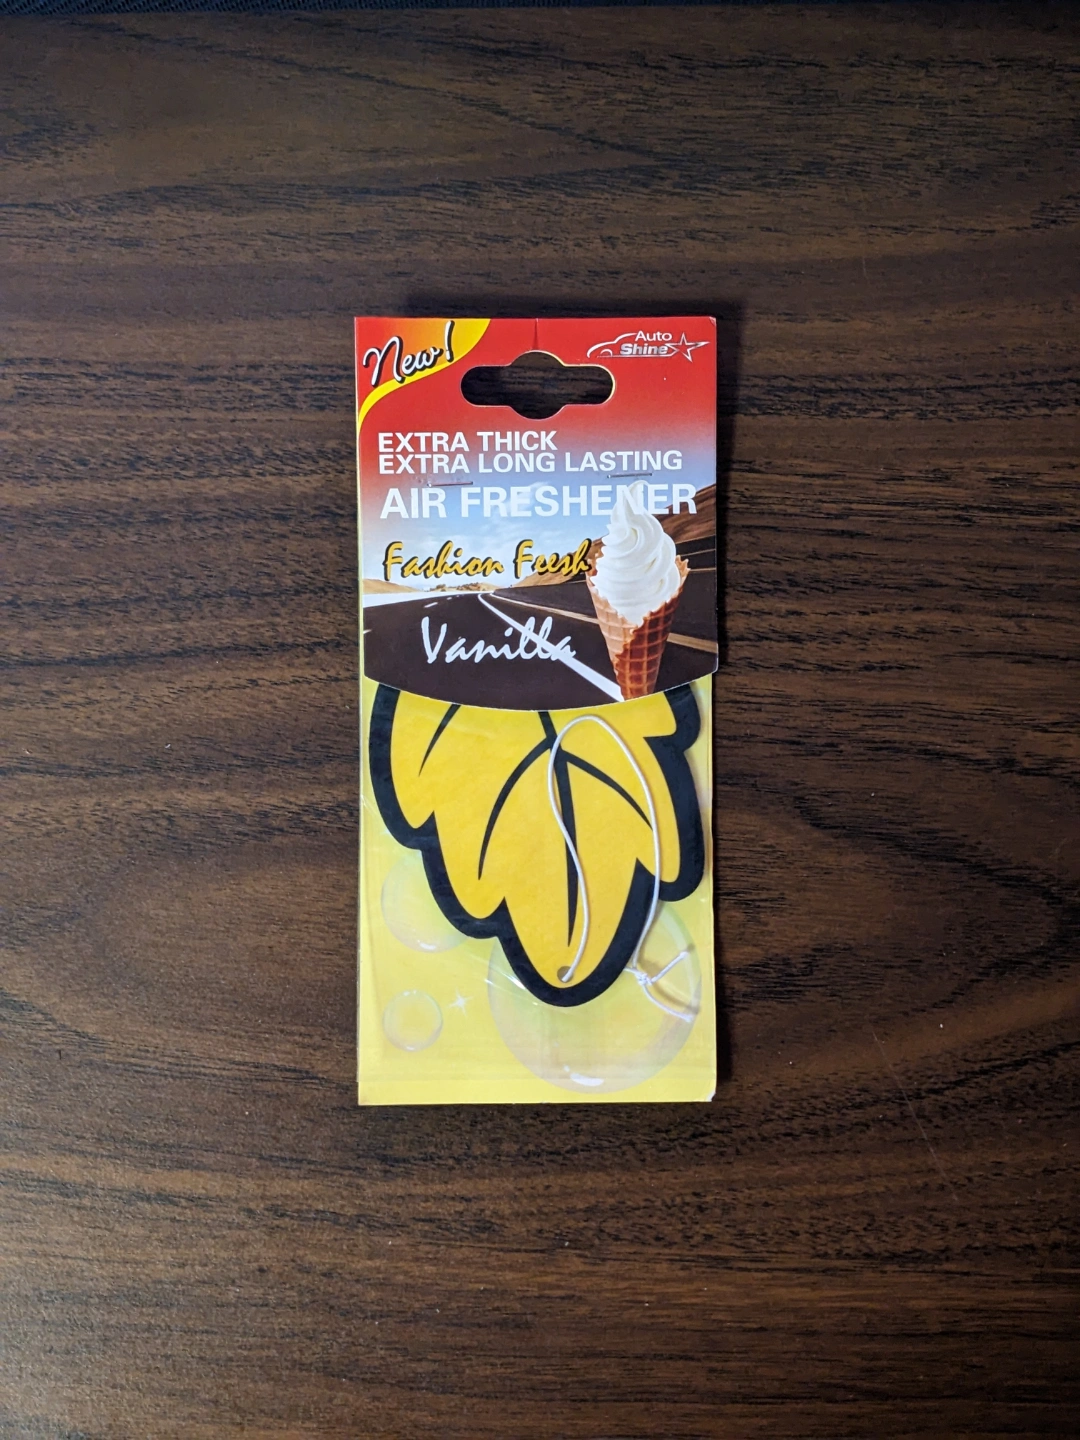 New!
Auto
Shine
EXTRA THICK
EXTRA LONG LASTING
AIR FRESHENER
Fashion Feesh
Vanilla